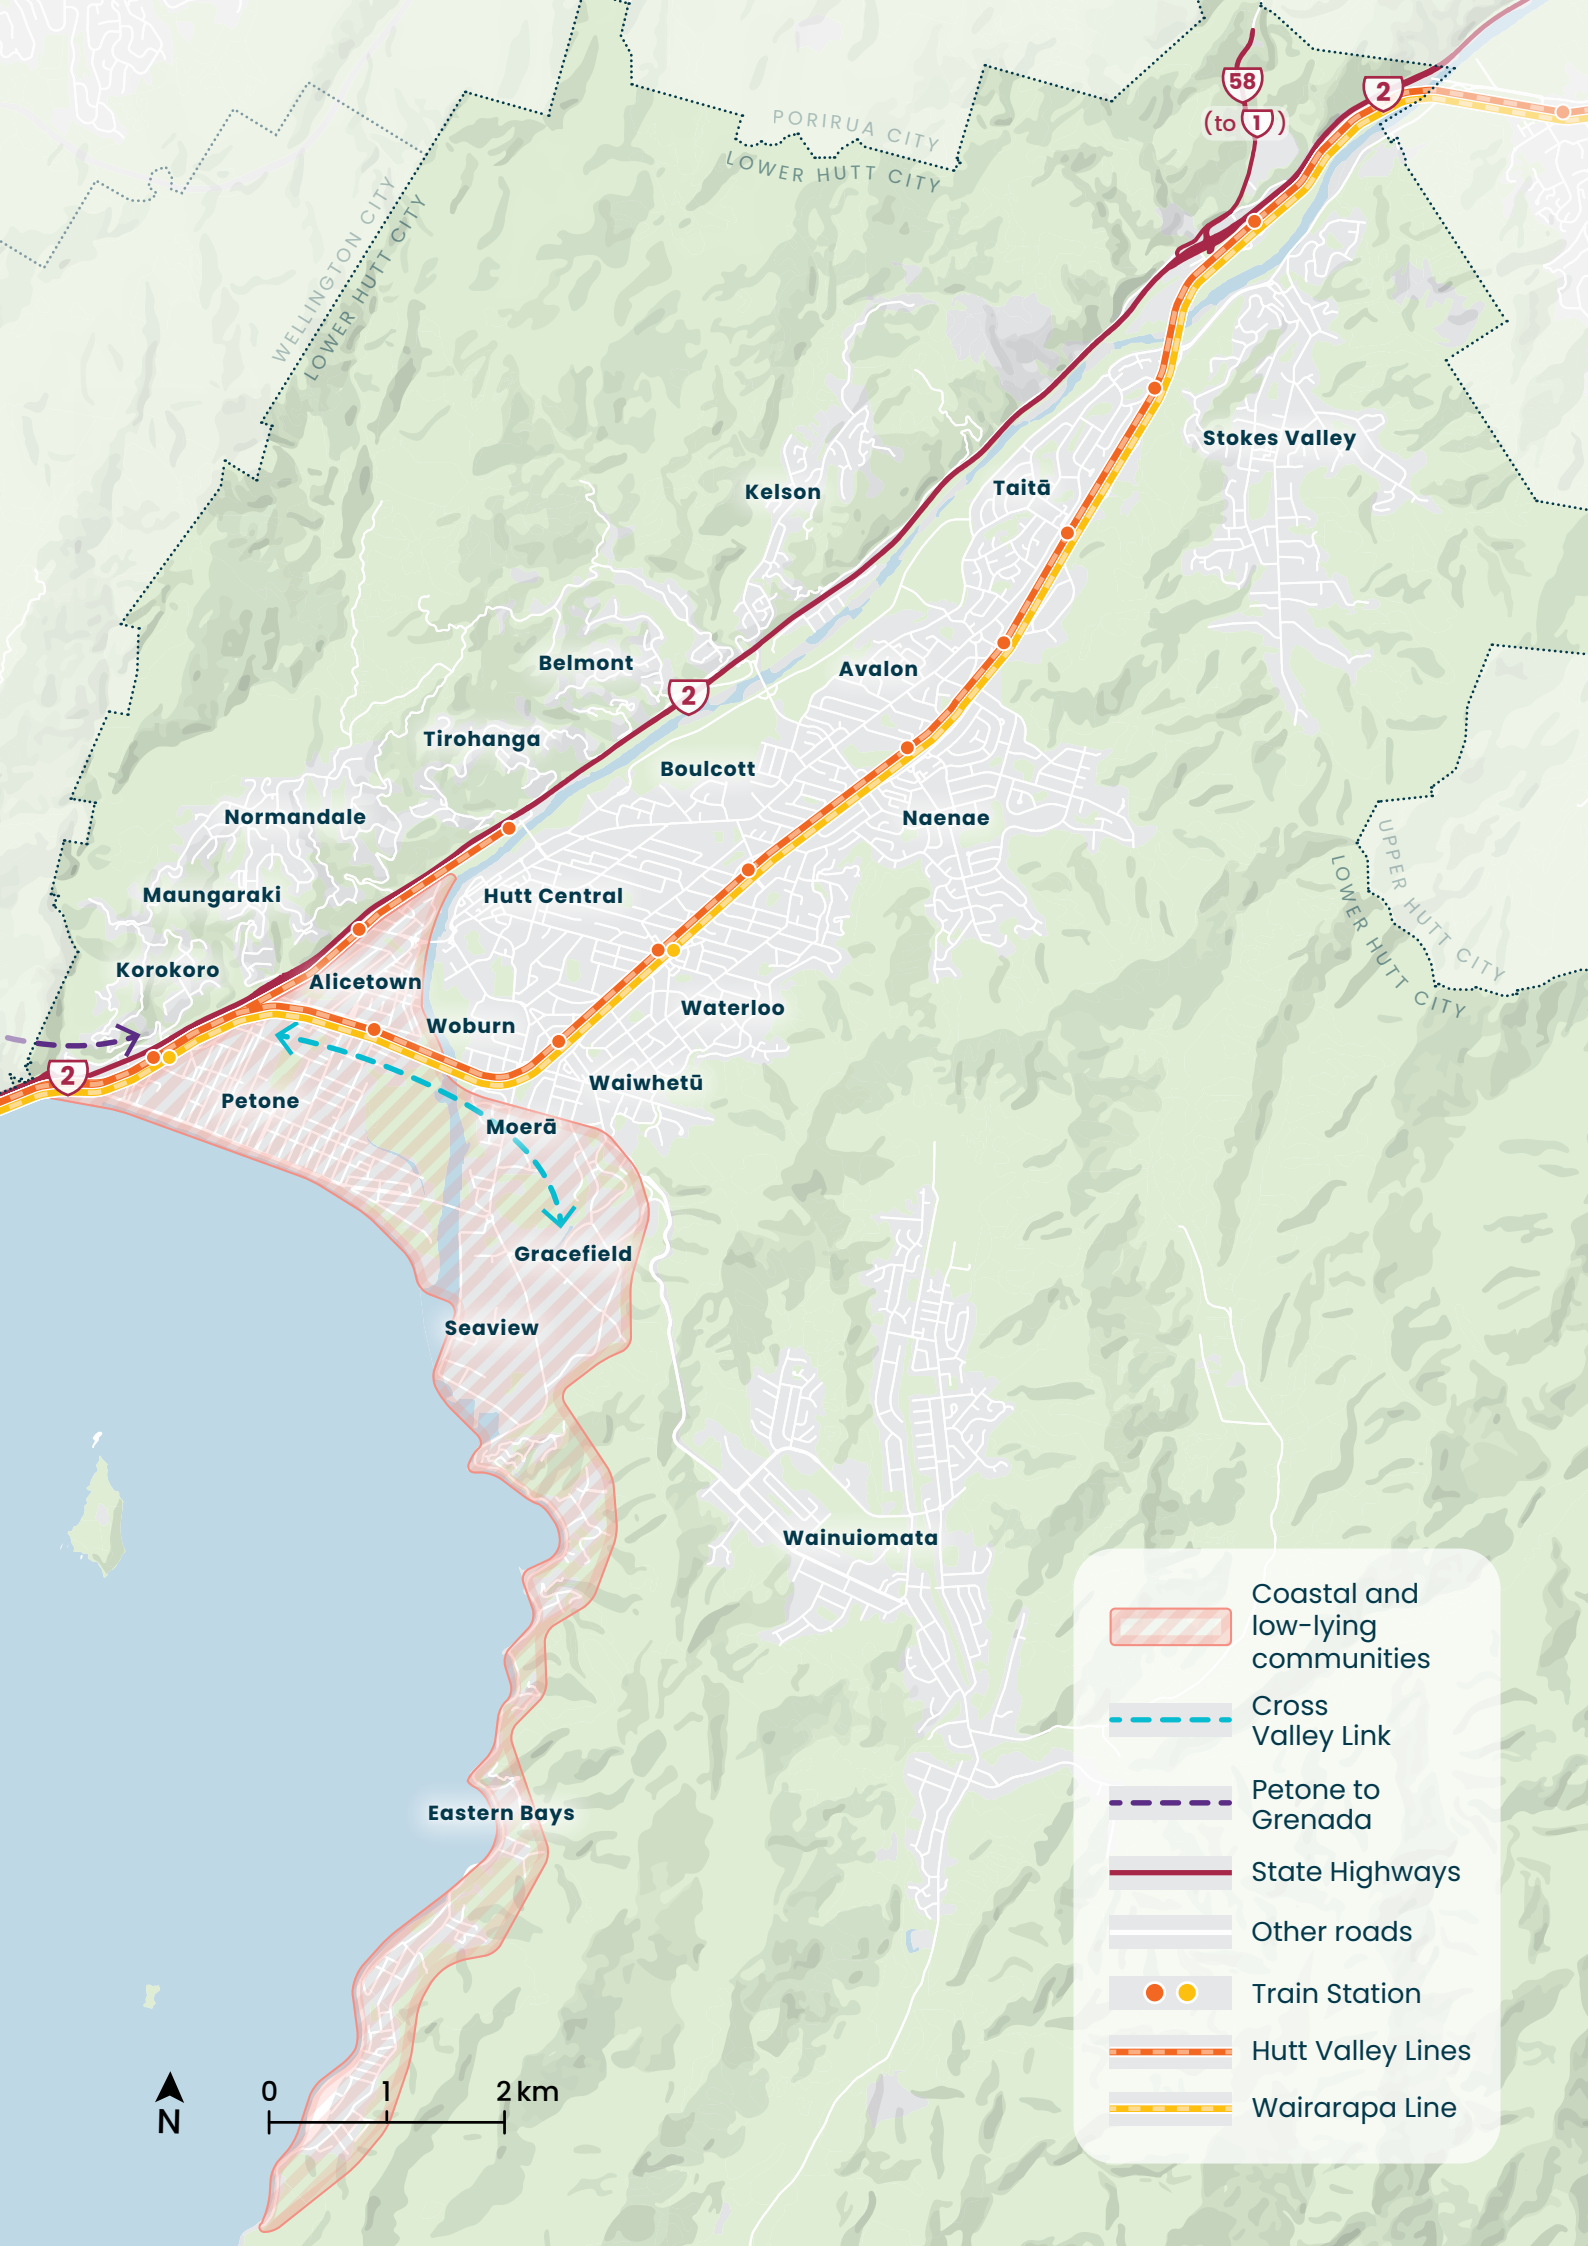 58
2
(to 1)
PORIRUA CITY
LOWER HUTT CITY
WELLINGTON CITY
LOWER HUTT CITY
Stokes Valley
Kelson
Taitā
Belmont
Avalon
2
Tirohanga
Boulcott
Normandale
Naenae
UPPER HUTT CITY
LOWER HUTT CITY
Maungaraki
Hutt Central
Korokoro
Alicetown
Waterloo
Woburn
2
Waiwhetū
Petone
Moerā
Gracefield
Seaview
Wainuiomata
Eastern Bays
Coastal and
low-lying
communities
Cross
Valley Link
Petone to
Grenada
State Highways
Other roads
Train Station
Hutt Valley Lines
Wairarapa Line
0 1 2 km
N